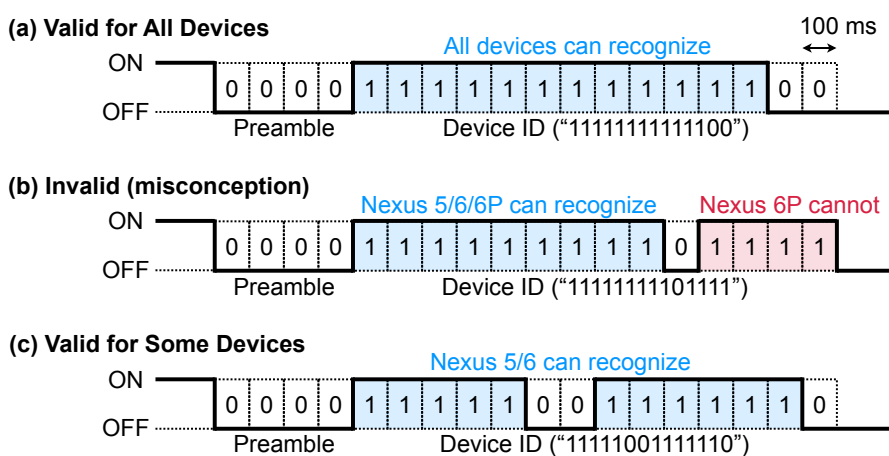 (a) Valid for All Devices
100 ms
All devices can recognize
ON
0 0 0 0 1 1 1 1 1 1 1 1 1 1 1 1 0 0
OFF
Preamble Device ID (“11111111111100”)
(b) Invalid (misconception)
Nexus 5/6/6P can recognize Nexus 6P cannot
ON
0 0 0 0 1 1 1 1 1 1 1 1 1 0 1 1 1 1
OFF
Preamble Device ID (“11111111101111”)
(c) Valid for Some Devices
Nexus 5/6 can recognize
ON
0 0 0 0 1 1 1 1 1 0 0 1 1 1 1 1 1 0
OFF
Preamble Device ID (“11111001111110”)